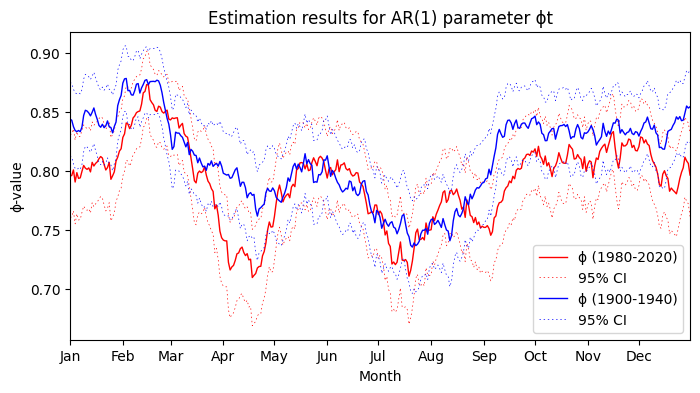 Estimation results for AR(1) parameter ϕt
ϕ-value
0.90
0.85
0.80
0.75
0.70
Jan Feb Mar Apr May Jun Jul Aug Sep Oct Nov Dec
Month
ϕ (1980-2020)
95% CI
ϕ (1900-1940)
95% CI